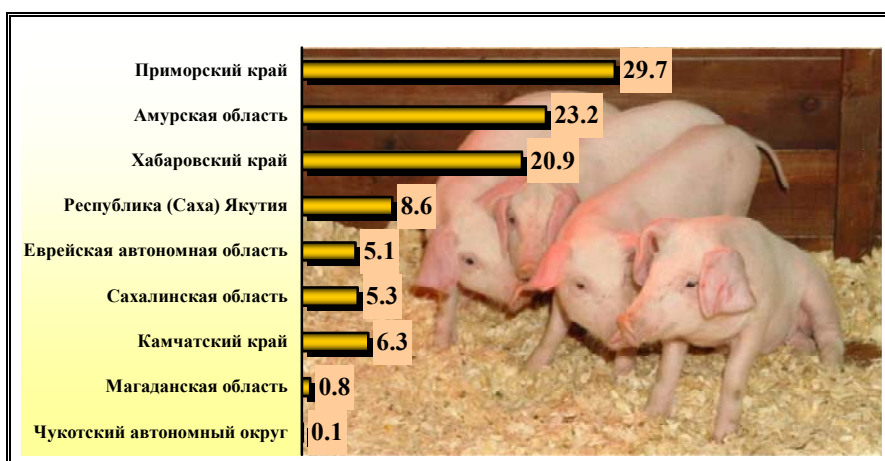 Приморский край 29.7
Амурская область 23.2
Хабаровский край 20.9
Республика (Саха) Якутия 8.6
Еврейская автономная область 5.1
Сахалинская область 5.3
Камчатский край 6.3
Магаданская область 0.8
Чукотский автономный округ 0.1